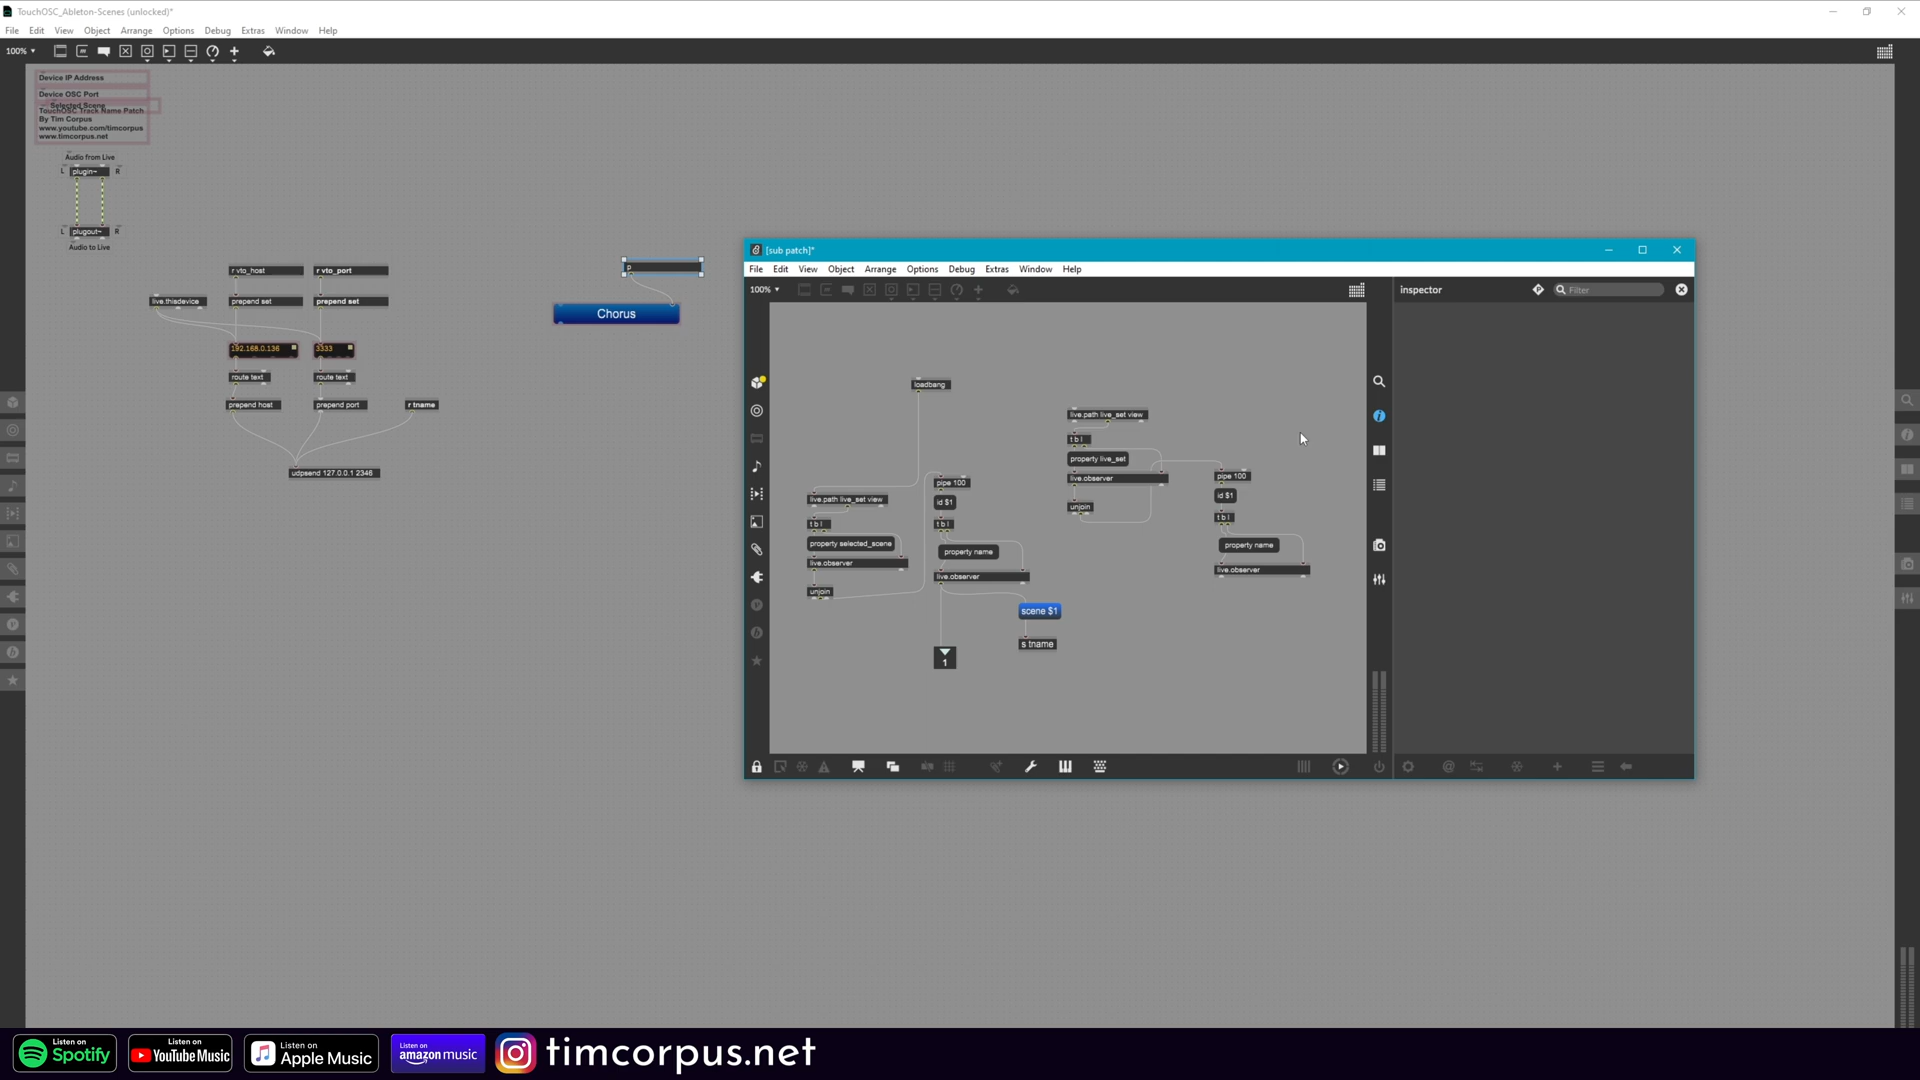 TouchOSC_Ableton-Scenes (unlocked)*
File Edit View Object Arrange Options Debug Extras Window Help
100%
Device IP Address
Device OSC Port
Selected Scene
TouchOSC Track Name Patch
By Tim Corpus
www.youtube.com/timcorpus
www.timcorpus.net
Audio from Live
L plugin~ R
L plugout~ R
Audio to Live
r vto_host r vto_port
live.thisdevice prepend set prepend set
192.168.0.136 3333
route text route text
prepend host prepend port r tname
udpsend 127.0.0.1 2346
p
Chorus
[sub patch]*
File Edit View Object Arrange Options Debug Extras Window Help
100%
inspector
Filter
loadbang
live.path live_set view
t b l
property live_set
live.observer
unjoin
pipe 100
id $1
t b l
property name
live.observer
live.path live_set view
t b l
property selected_scene
live.observer
unjoin
pipe 100
id $1
t b l
property name
live.observer
scene $1
s tname
1
Listen on
Spotify
Listen on
YouTube Music
Listen on
Apple Music
Listen on
amazon music
timcorpus.net